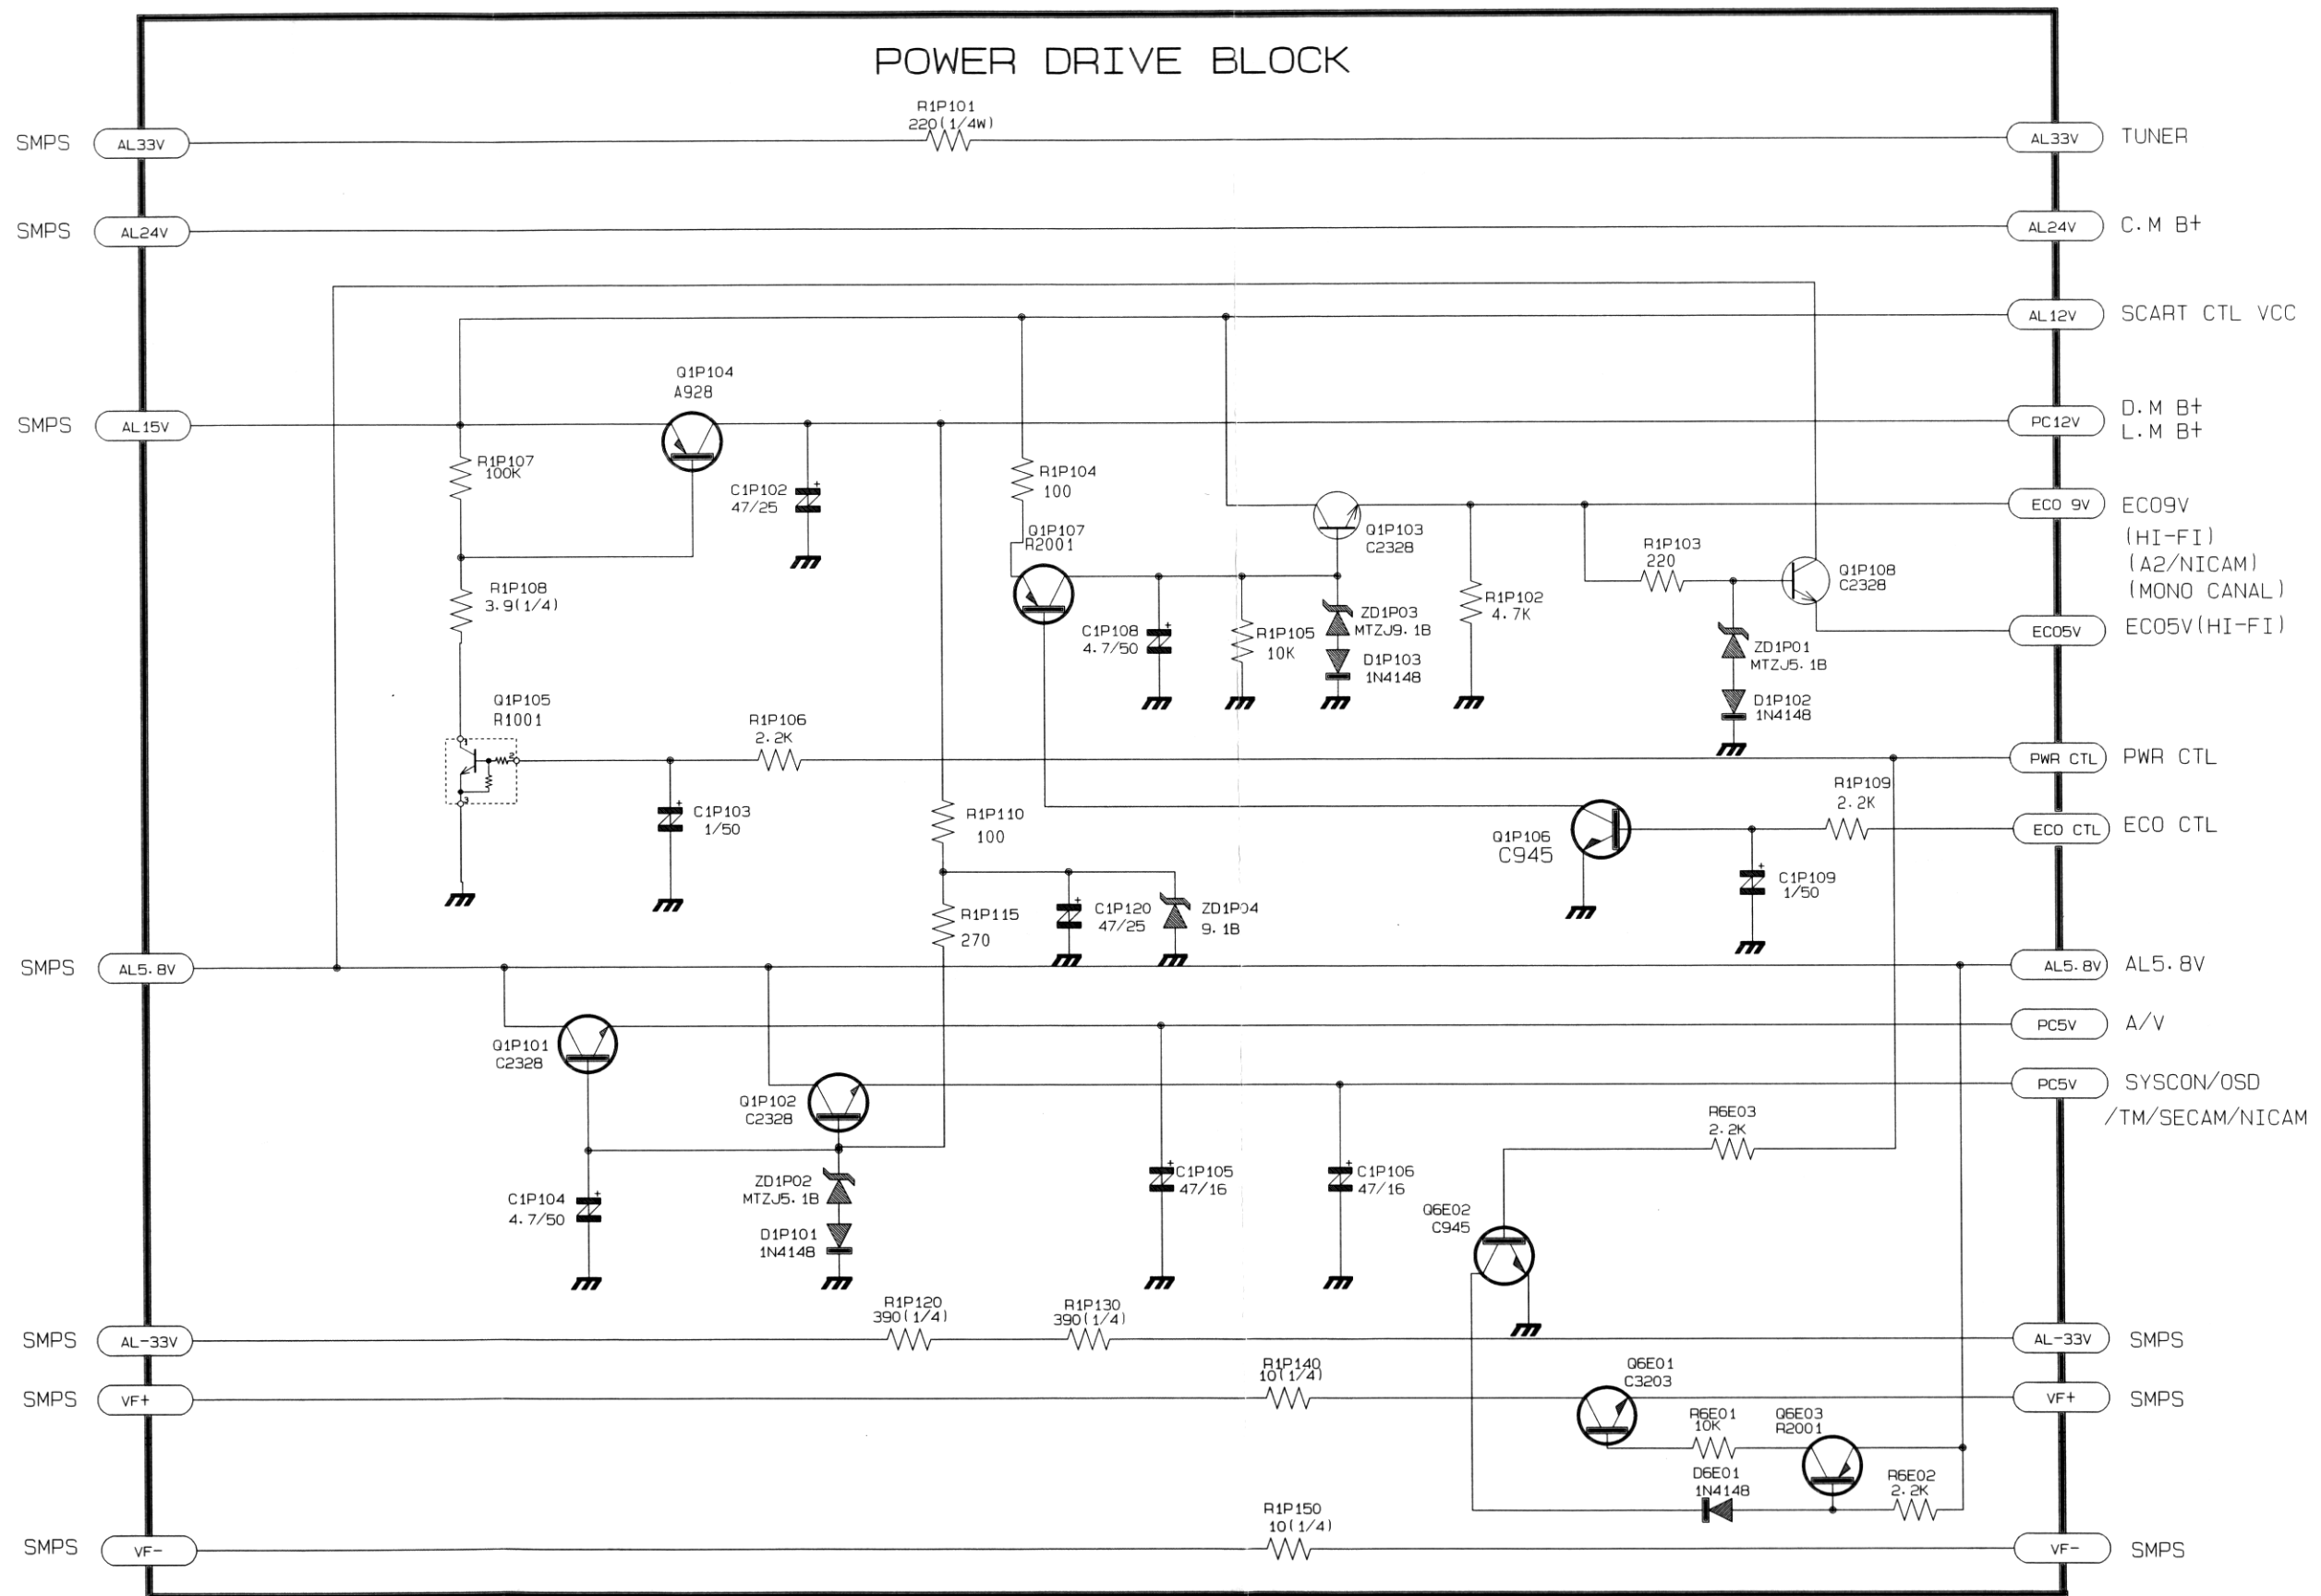 POWER DRIVE BLOCK
R1P101
220(1/4W)
SMPS
AL33V
AL33V
TUNER
SMPS
AL24V
AL24V
C.M B+
AL12V
SCART CTL VCC
Q1P104
A928
SMPS
AL15V
PC12V
D.M B+
L.M B+
R1P107
100K
C1P102
47/25
R1P104
100
Q1P107
R2001
Q1P103
C2328
ECO 9V
ECO9V
(HI-FI)
(A2/NICAM)
(MONO CANAL)
R1P103
220
Q1P108
C2328
R1P108
3.9(1/4)
C1P108
4.7/50
R1P105
10K
ZD1P03
MTZJ9.1B
D1P103
1N4148
R1P102
4.7K
ECO5V
ECO5V(HI-FI)
ZD1P01
MTZJ5.1B
D1P102
1N4148
Q1P105
R1001
1
2
3
R1P106
2.2K
PWR CTL
PWR CTL
C1P103
1/50
R1P110
100
R1P109
2.2K
Q1P106
C945
ECO CTL
ECO CTL
C1P109
1/50
R1P115
270
C1P120
47/25
ZD1P04
9.1B
SMPS
AL5.8V
AL5.8V
AL5.8V
Q1P101
C2328
PC5V
A/V
Q1P102
C2328
PC5V
SYSCON/OSD
/TM/SECAM/NICAM
R6E03
2.2K
C1P104
4.7/50
ZD1P02
MTZJ5.1B
D1P101
1N4148
C1P105
47/16
C1P106
47/16
Q6E02
C945
R1P120
390(1/4)
R1P130
390(1/4)
SMPS
AL-33V
AL-33V
SMPS
R1P140
10(1/4)
Q6E01
C3203
SMPS
VF+
VF+
SMPS
R6E01
10K
Q6E03
R2001
D6E01
1N4148
R6E02
2.2K
R1P150
10(1/4)
SMPS
VF-
VF-
SMPS